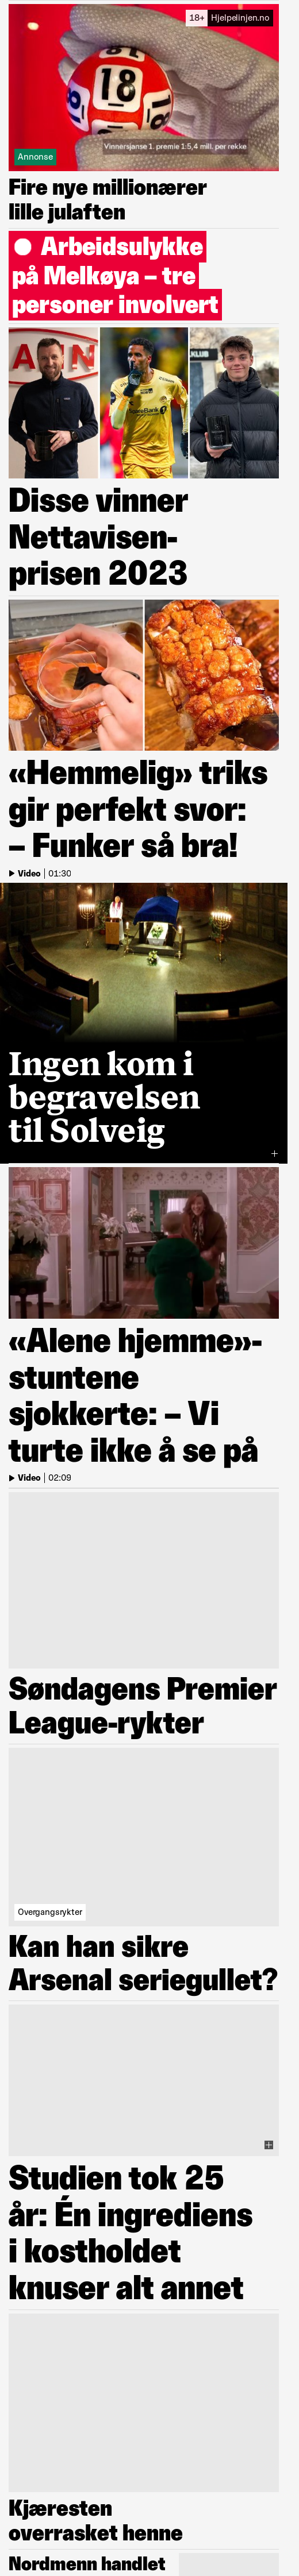 18+ Hjelpelinjen.no
18
Vinnersjanse 1. premie 1:5,4 mill. per rekke
Annonse
Fire nye millionærer
lille julaften
Arbeidsulykke
på Melkøya – tre
personer involvert
SpareBank
KLUB
Disse vinner
Nettavisen-
prisen 2023
«Hemmelig» triks
gir perfekt svor:
– Funker så bra!
Video | 01:30
Ingen kom i
begravelsen
til Solveig
«Alene hjemme»-
stuntene
sjokkerte: – Vi
turte ikke å se på
Video | 02:09
Søndagens Premier
League-rykter
Overgangsrykter
Kan han sikre
Arsenal seriegullet?
Studien tok 25
år: Én ingrediens
i kostholdet
knuser alt annet
Kjæresten
overrasket henne
Nordmenn handlet